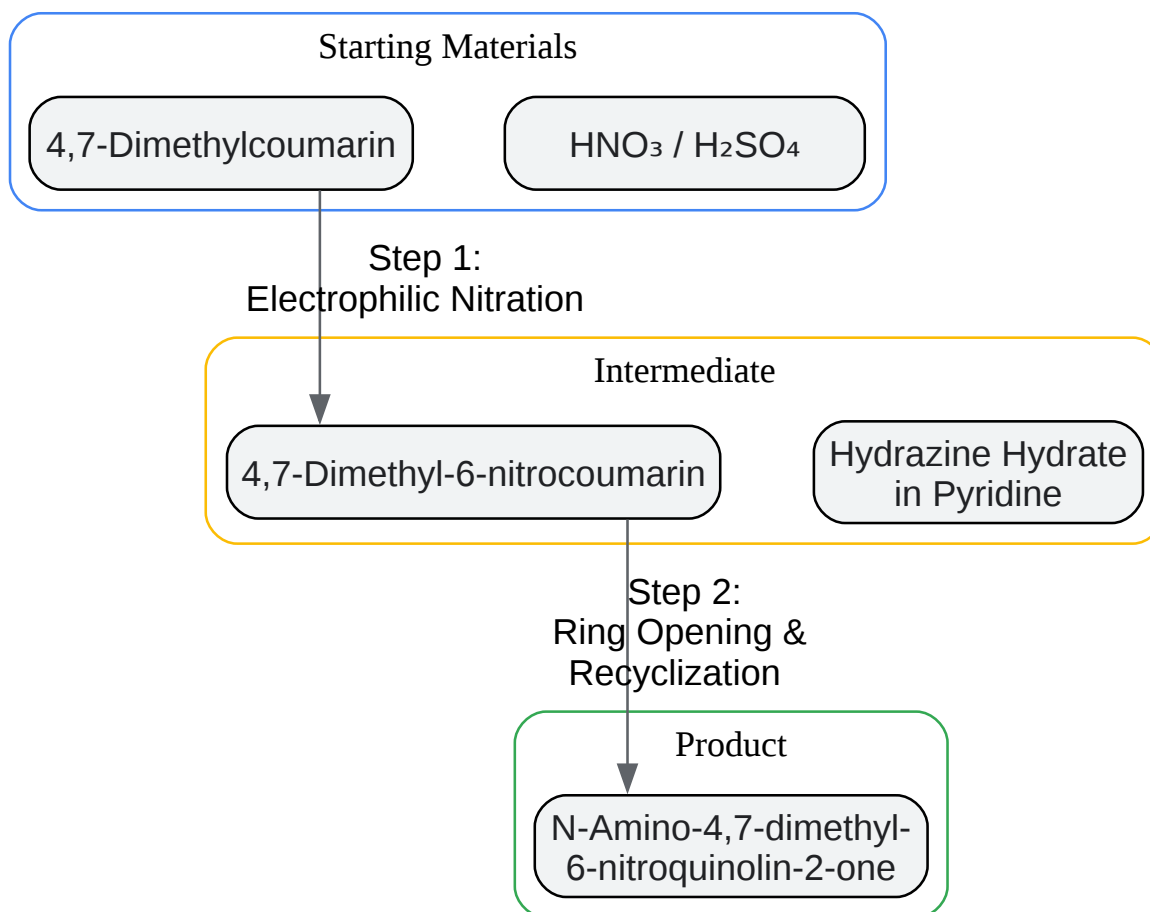 Starting Materials
4,7-Dimethylcoumarin
HNO₃ / H₂SO₄
Step 1:
Electrophilic Nitration
Intermediate
4,7-Dimethyl-6-nitrocoumarin
Hydrazine Hydrate
in Pyridine
Step 2:
Ring Opening &
Recyclization
Product
N-Amino-4,7-dimethyl-
6-nitroquinolin-2-one